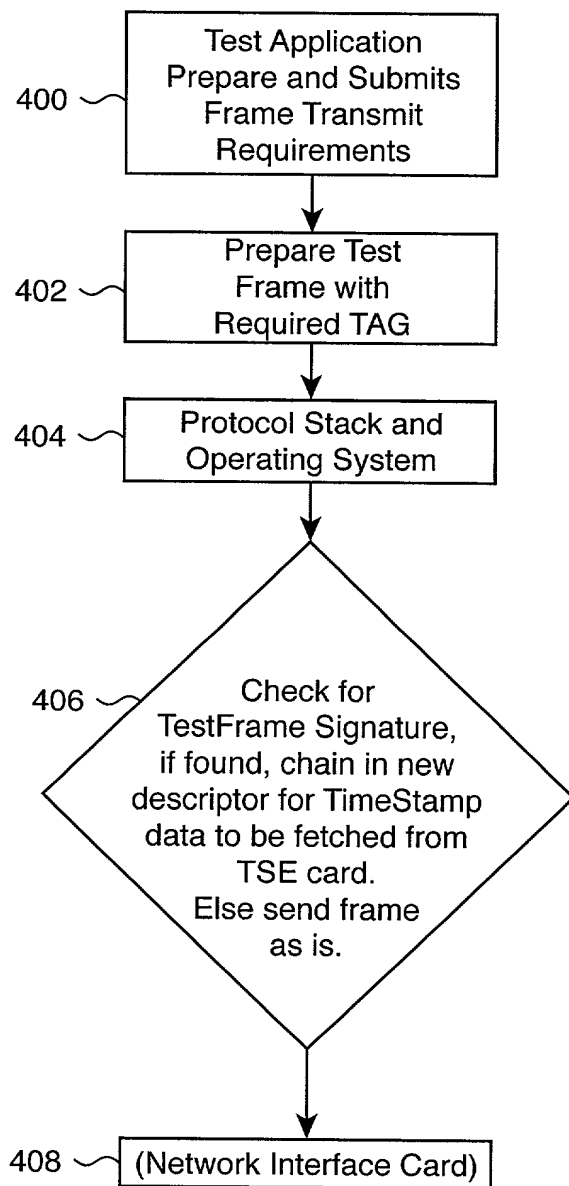 Test Application
400
Prepare and Submits
Frame Transmit
Requirements
Prepare Test
402
Frame with
Required TAG
404
Protocol Stack and
Operating System
406
Check for
TestFrame Signature,
if found, chain in new
descriptor for TimeStamp
data to be fetched from
TSE card.
Else send frame
as is.
408
(Network Interface Card)